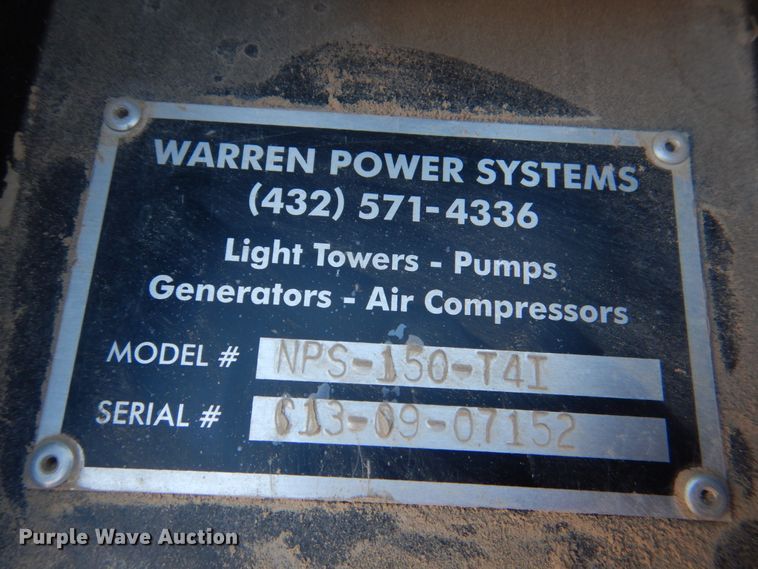 WARREN POWER SYSTEMS
(432) 571-4336
Light Towers - Pumps
Generators - Air Compressors
MODEL # NPS-150-T4I
SERIAL # C13-09-07152
Purple Wave Auction